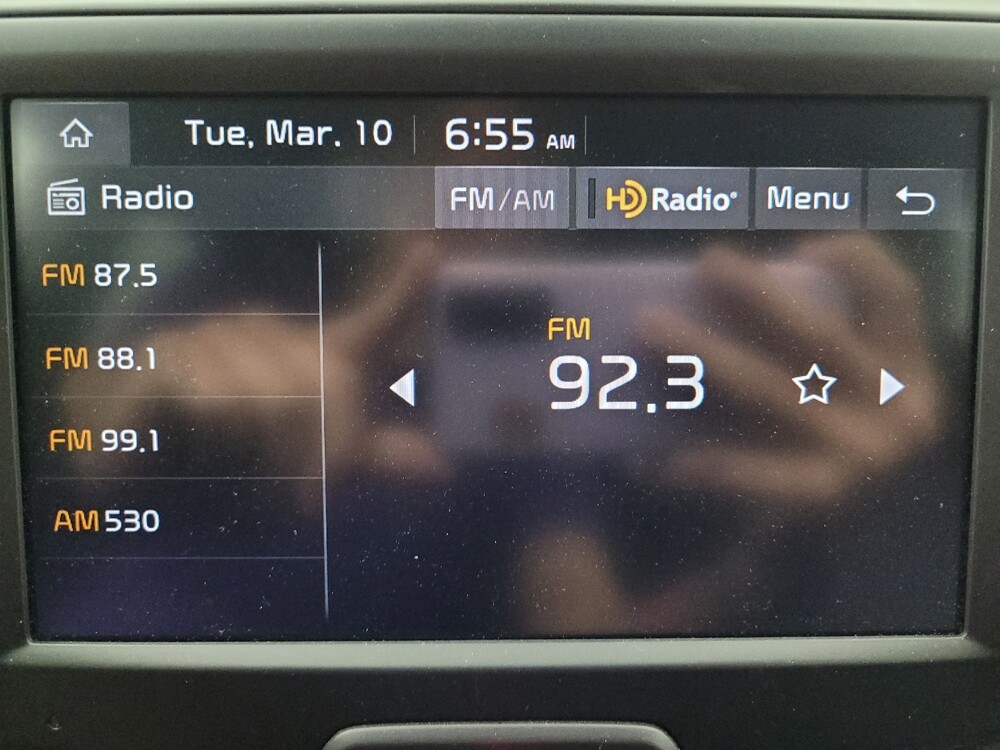 Tue, Mar. 10 6:55 AM
Radio FM/AM HD Radio® Menu
FM 87.5
FM 88.1
FM 99.1
AM 530
FM
92.3